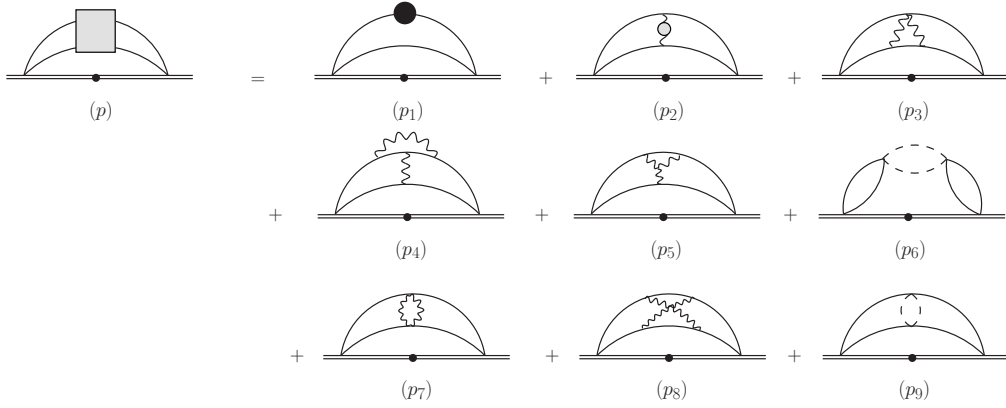 = + +
(p) (p₁) (p₂) (p₃)
+ + +
(p₄) (p₅) (p₆)
+ + +
(p₇) (p₈) (p₉)